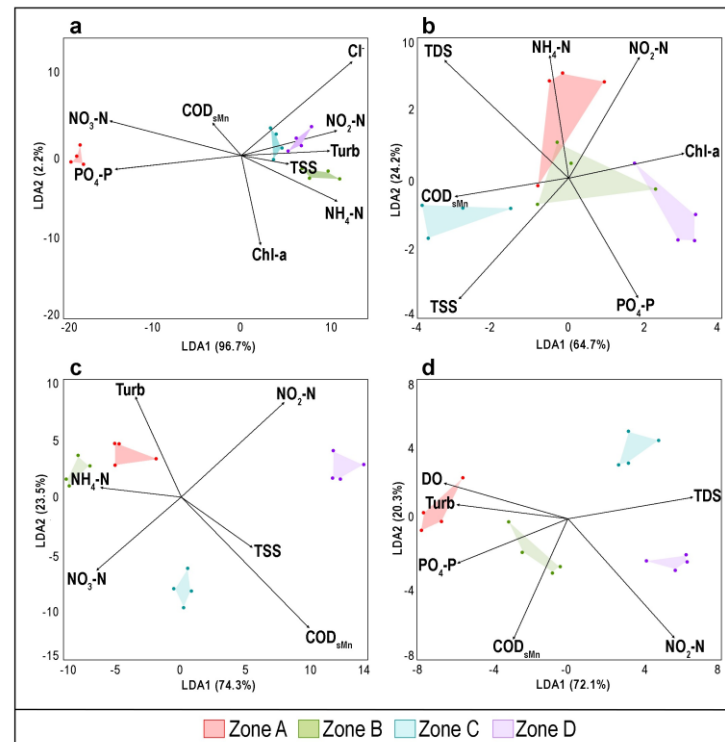 a
Cl-
NO3-N
CODsMn
NO2-N
Turb
TSS
PO4-P
NH4-N
Chl-a
LDA2 (2.2%)
20
10
0
-10
-20
-20
-10
0
10
LDA1 (96.7%)
b
TDS
NH4-N
NO2-N
Chl-a
CODsMn
TSS
PO4-P
LDA2 (24.2%)
10
2
0
-2
-4
-4
-2
0
2
4
LDA1 (64.7%)
c
Turb
NO2-N
NH4-N
NO3-N
TSS
CODsMn
LDA2 (23.5%)
10
5
0
-5
-10
-15
-10
-5
0
5
10
14
LDA1 (74.3%)
d
DO
Turb
TDS
PO4-P
CODsMn
NO2-N
LDA2 (20.3%)
8
4
0
-4
-8
-8
-4
-0
4
8
LDA1 (72.1%)
Zone A Zone B Zone C Zone D